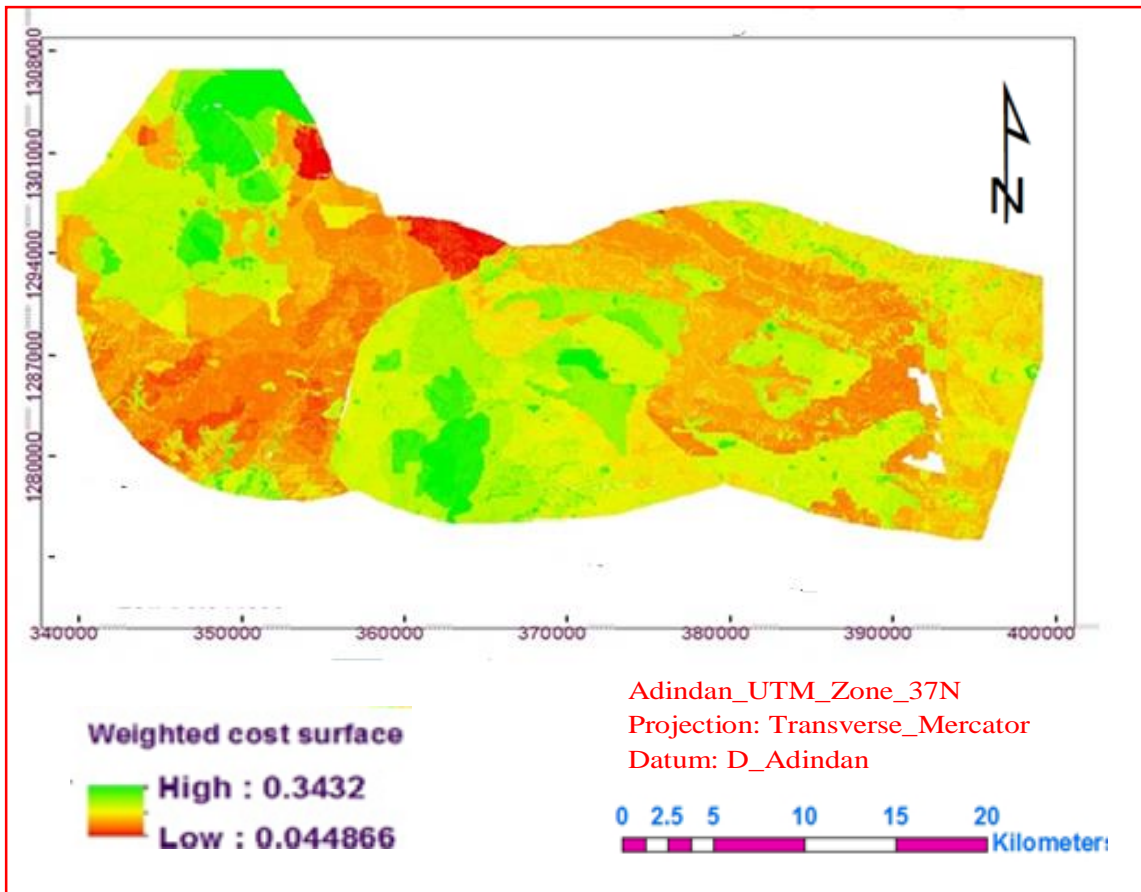 1308000
1301000
1294000
1287000
1280000
N
340000 350000 360000 370000 380000 390000 400000
Weighted cost surface
High : 0.3432
Low : 0.044866
Adindan_UTM_Zone_37N
Projection: Transverse_Mercator
Datum: D_Adindan
0 2.5 5 10 15 20
Kilometers